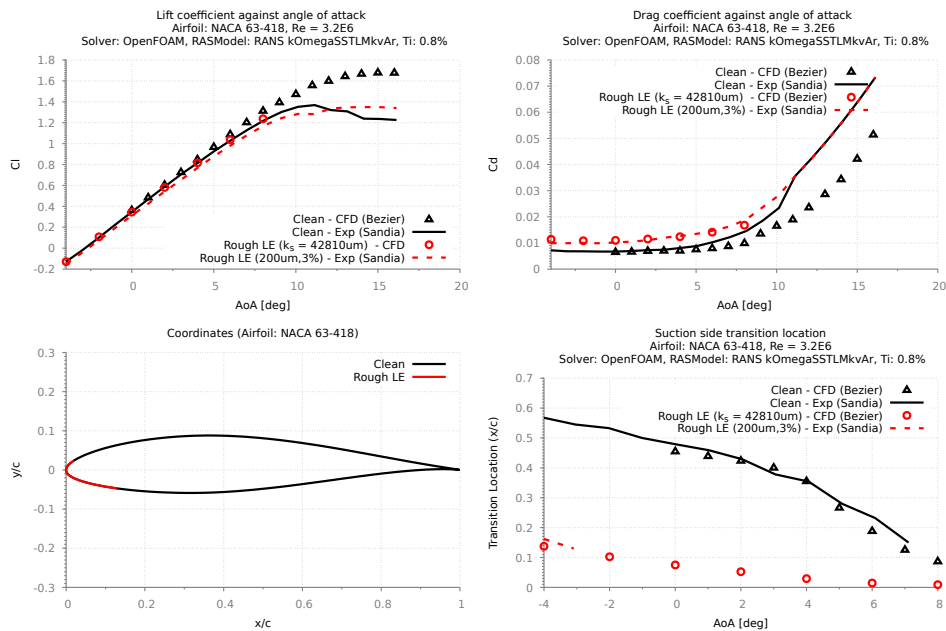 Lift coefficient against angle of attack
Airfoil: NACA 63-418, Re = 3.2E6
Solver: OpenFOAM, RASModel: RANS kOmegaSSTLMkvAr, Ti: 0.8%
1.8
1.6
1.4
1.2
1
0.8
0.6
0.4
0.2
0
-0.2
Cl
Clean - CFD (Bezier)
Clean - Exp (Sandia)
Rough LE (ks = 42810um) - CFD
Rough LE (200um,3%) - Exp (Sandia)
0
5
10
15
20
AoA [deg]
Drag coefficient against angle of attack
Airfoil: NACA 63-418, Re = 3.2E6
Solver: OpenFOAM, RASModel: RANS kOmegaSSTLMkvAr, Ti: 0.8%
0.08
0.07
0.06
0.05
0.04
0.03
0.02
0.01
0
Cd
Clean - CFD (Bezier)
Clean - Exp (Sandia)
Rough LE (ks = 42810um) - CFD (Bezier)
Rough LE (200um,3%) - Exp (Sandia)
0
5
10
15
20
AoA [deg]
Coordinates (Airfoil: NACA 63-418)
0.3
0.2
0.1
0
-0.1
-0.2
-0.3
y/c
Clean
Rough LE
0
0.2
0.4
0.6
0.8
1
x/c
Suction side transition location
Airfoil: NACA 63-418, Re = 3.2E6
Solver: OpenFOAM, RASModel: RANS kOmegaSSTLMkvAr, Ti: 0.8%
0.7
0.6
0.5
0.4
0.3
0.2
0.1
0
Transition Location (x/c)
Clean - CFD (Bezier)
Clean - Exp (Sandia)
Rough LE (ks = 42810um) - CFD (Bezier)
Rough LE (200um,3%) - Exp (Sandia)
-4
-2
0
2
4
6
8
AoA [deg]